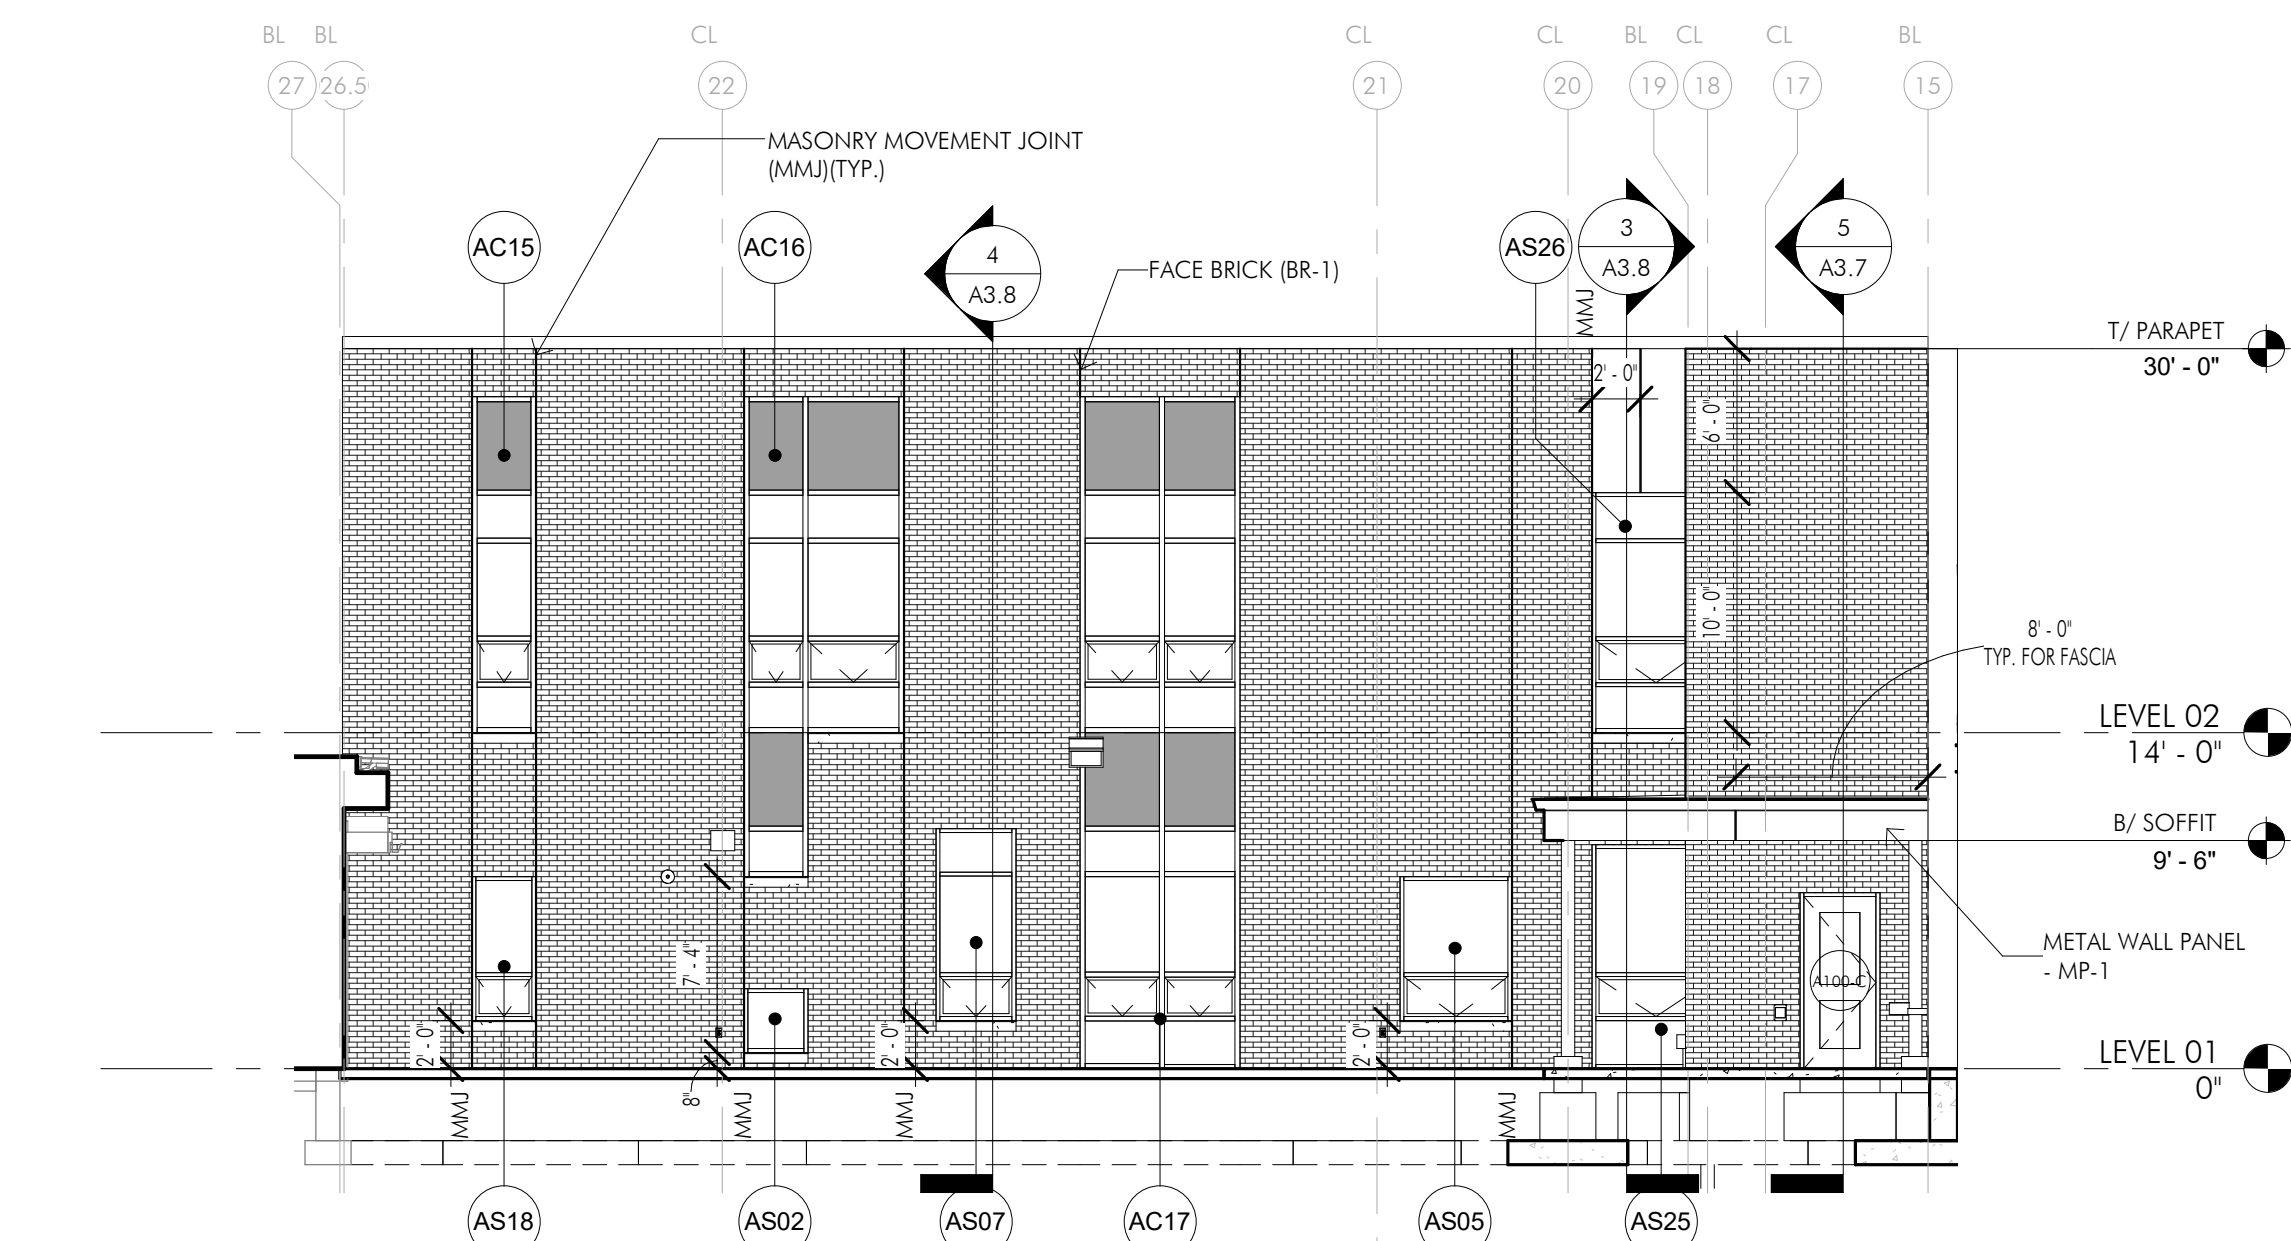 BL BL CL CL CL BL CL CL BL
27 26.5 22 21 20 19 18 17 15
MASONRY MOVEMENT JOINT
(MMJ)(TYP.)
AC15
AC16
4
A3.8
FACE BRICK (BR-1)
AS26
3
A3.8
5
A3.7
MMJ
T/ PARAPET
30' - 0"
2' - 0"
6' - 0"
10' - 0"
8' - 0"
TYP. FOR FASCIA
LEVEL 02
14' - 0"
B/ SOFFIT
9' - 6"
METAL WALL PANEL
- MP-1
7' - 4"
A100-C
2' - 0"
2' - 0"
2' - 0"
LEVEL 01
0"
8"
MMJ
MMJ
MMJ
MMJ
AS18
AS02
AS07
AC17
AS05
AS25